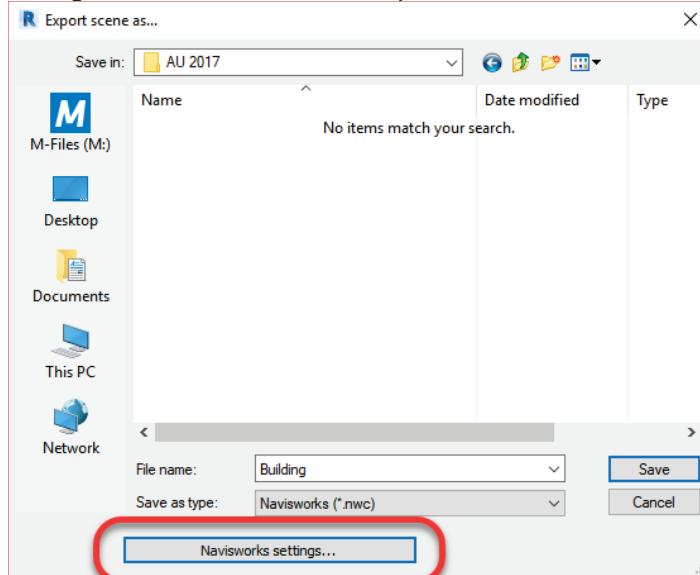 Export scene as...
Save in:
AU 2017
Name
Date modified
Type
No items match your search.
M-Files (M:)
Desktop
Documents
This PC
Network
File name:
Building
Save
Save as type:
Navisworks (*.nwc)
Cancel
Navisworks settings...